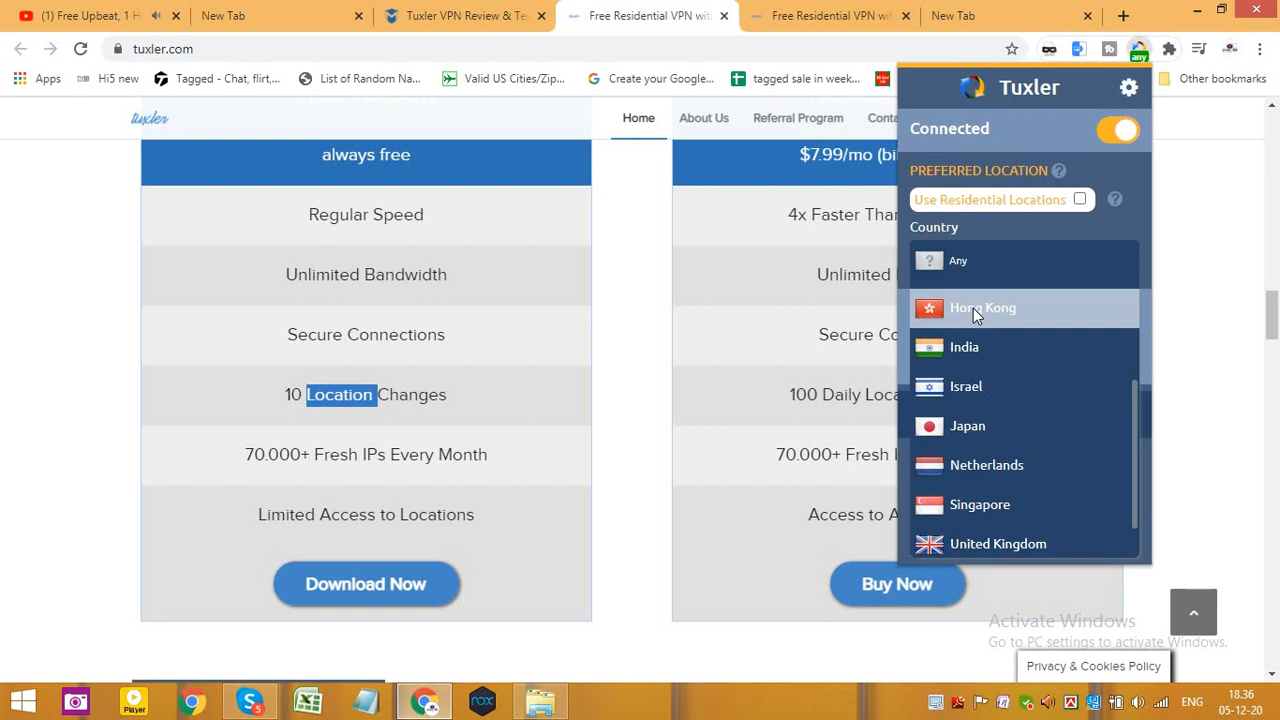 (1) Free Upbeat, 1 H
New Tab
Tuxler VPN Review & Te
Free Residential VPN wit
Free Residential VPN wi
New Tab
tuxler.com
any
Apps
Hi5 new
Tagged - Chat, flirt,...
List of Random Na...
Valid US Cities/Zip...
Create your Google...
tagged sale in week...
Other bookmarks
tuxler
Home
About Us
Referral Program
Conta
always free
$7.99/mo (bi
Regular Speed
4x Faster Tha
Unlimited Bandwidth
Unlimited
Secure Connections
Secure Co
10 Location Changes
100 Daily Loca
70.000+ Fresh IPs Every Month
70.000+ Fresh
Limited Access to Locations
Access to A
Download Now
Buy Now
Tuxler
Connected
PREFERRED LOCATION ?
Use Residential Locations
?
Country
? Any
Hong Kong
India
Israel
Japan
Netherlands
Singapore
United Kingdom
Activate Windows
Go to PC settings to activate Windows.
Privacy & Cookies Policy
Player
S
5
nox
ENG
18.36
05-12-20